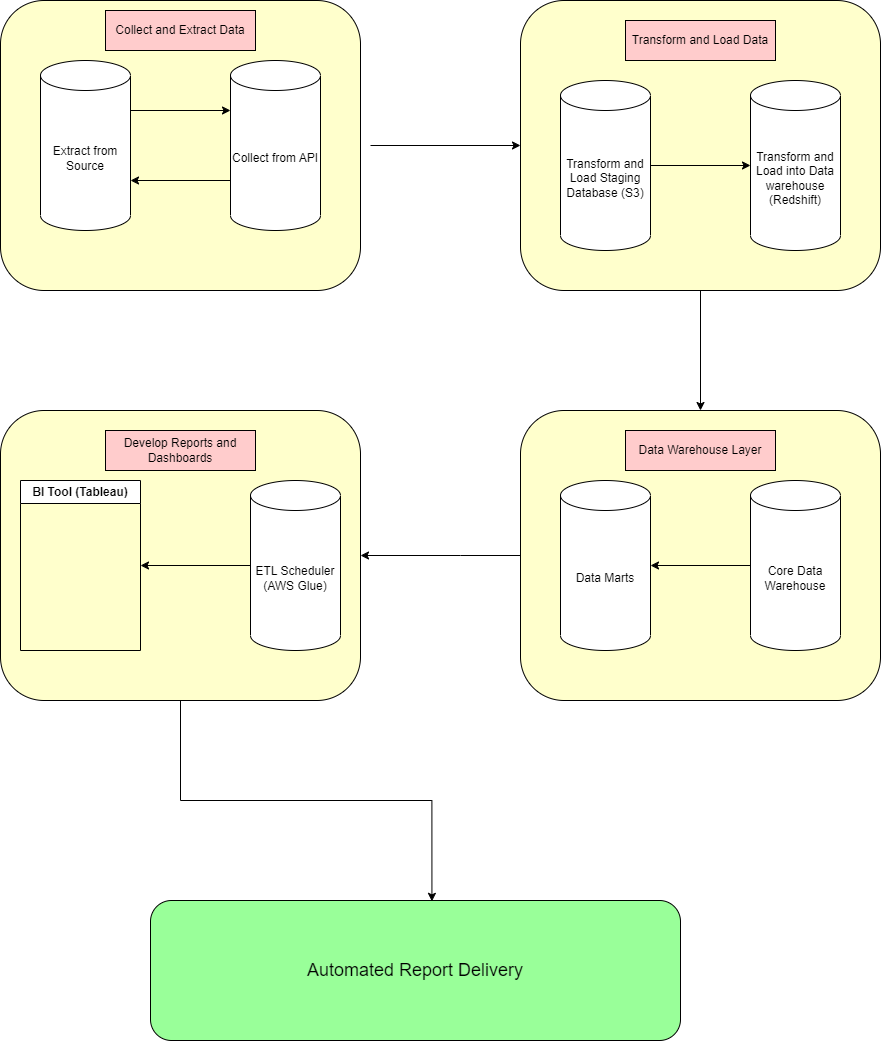 Collect and Extract Data
Extract from
Source
Collect from API
Transform and Load Data
Transform and
Load Staging
Database (S3)
Transform and
Load into Data
warehouse
(Redshift)
Develop Reports and
Dashboards
BI Tool (Tableau)
ETL Scheduler
(AWS Glue)
Data Warehouse Layer
Data Marts
Core Data
Warehouse
Automated Report Delivery